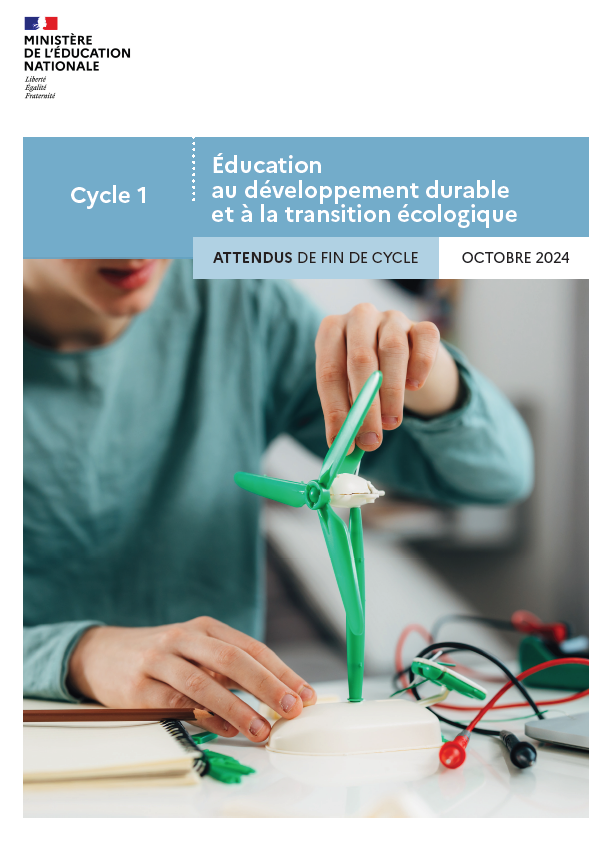 MINISTÈRE
DE L'ÉDUCATION
NATIONALE
Liberté
Égalité
Fraternité
Cycle 1
Éducation
au développement durable
et à la transition écologique
ATTENDUS DE FIN DE CYCLE
OCTOBRE 2024